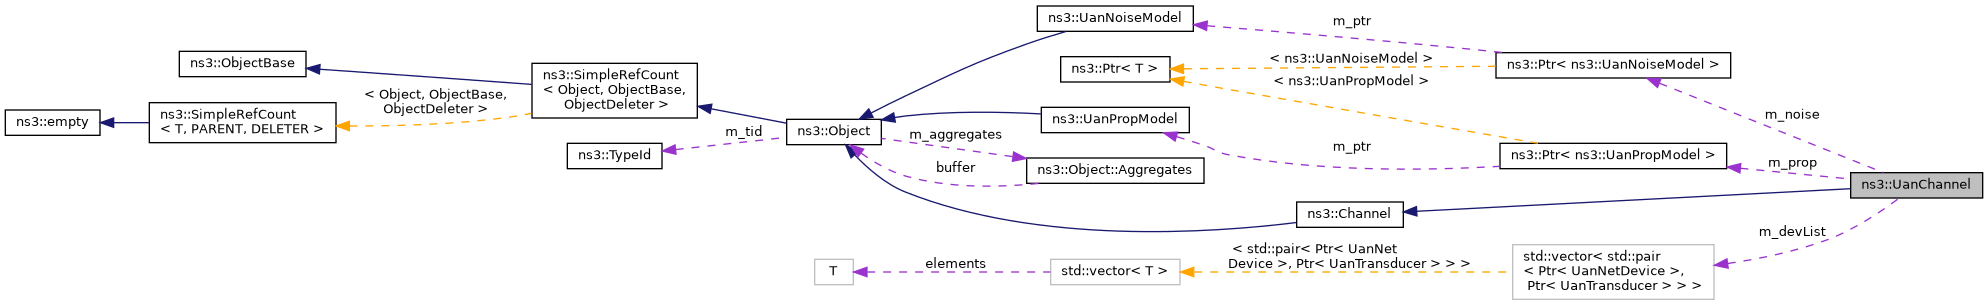 ns3::UanNoiseModel
m_ptr
ns3::ObjectBase
ns3::SimpleRefCount
< Object, ObjectBase,
ObjectDeleter >
ns3::Ptr< T >
< ns3::UanNoiseModel >
ns3::Ptr< ns3::UanNoiseModel >
< ns3::UanPropModel >
< Object, ObjectBase,
ObjectDeleter >
ns3::empty
ns3::SimpleRefCount
< T, PARENT, DELETER >
m_tid
ns3::Object
ns3::UanPropModel
m_noise
m_aggregates
ns3::TypeId
buffer
ns3::Object::Aggregates
m_ptr
ns3::Ptr< ns3::UanPropModel >
m_prop
ns3::UanChannel
ns3::Channel
m_devList
T
elements
std::vector< T >
< std::pair< Ptr< UanNet
Device >, Ptr< UanTransducer > > >
std::vector< std::pair
< Ptr< UanNetDevice >,
Ptr< UanTransducer > > >